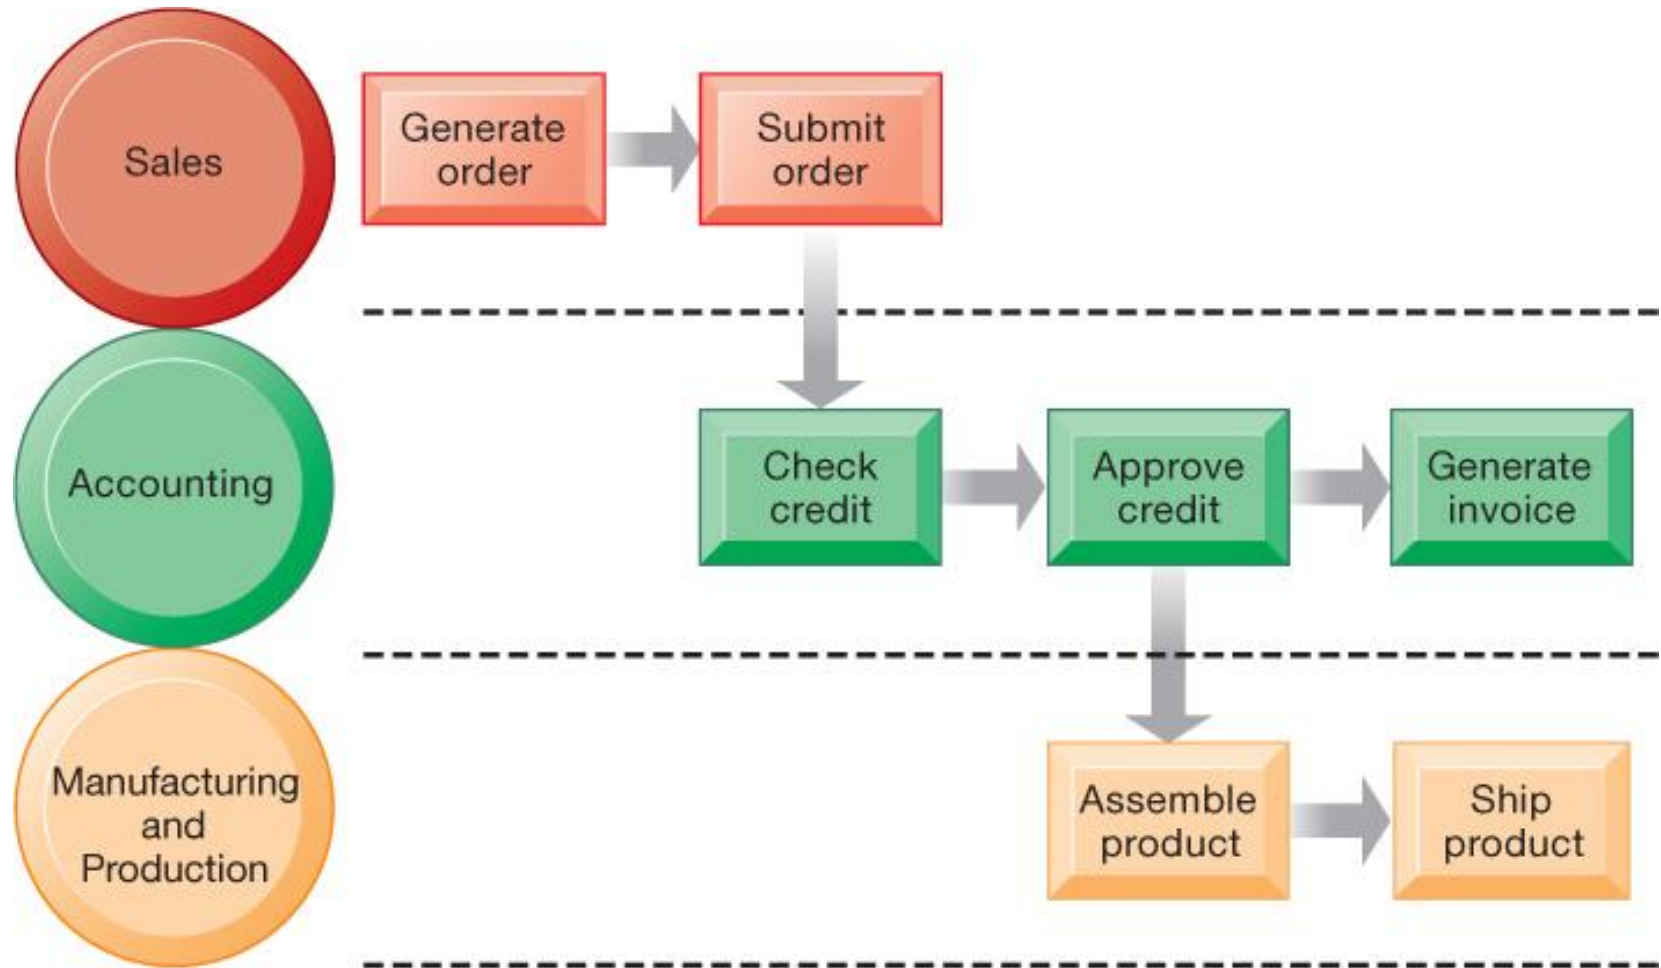 Sales
Generate
order
Submit
order
Accounting
Check
credit
Approve
credit
Generate
invoice
Manufacturing
and
Production
Assemble
product
Ship
product